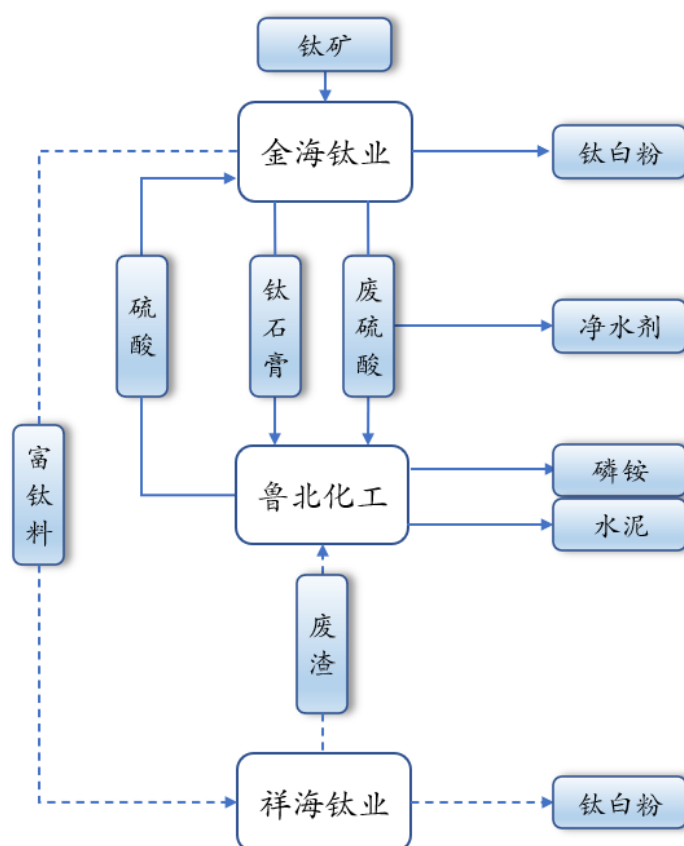 钛矿
金海钛业
钛白粉
硫酸
钛石膏
废硫酸
净水剂
富钛料
鲁北化工
磷铵
水泥
废渣
祥海钛业
钛白粉